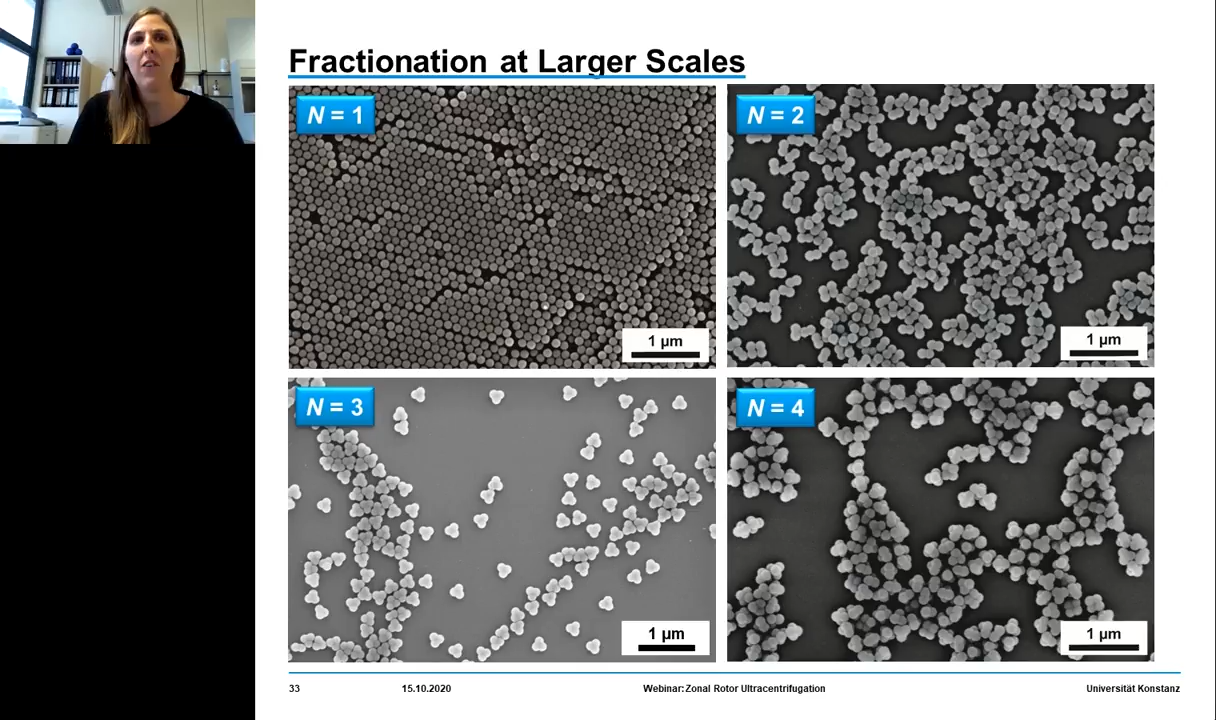 Fractionation at Larger Scales
N = 1
N = 2
1 µm
1 µm
N = 3
N = 4
1 µm
1 µm
33
15.10.2020
Webinar: Zonal Rotor Ultracentrifugation
Universität Konstanz